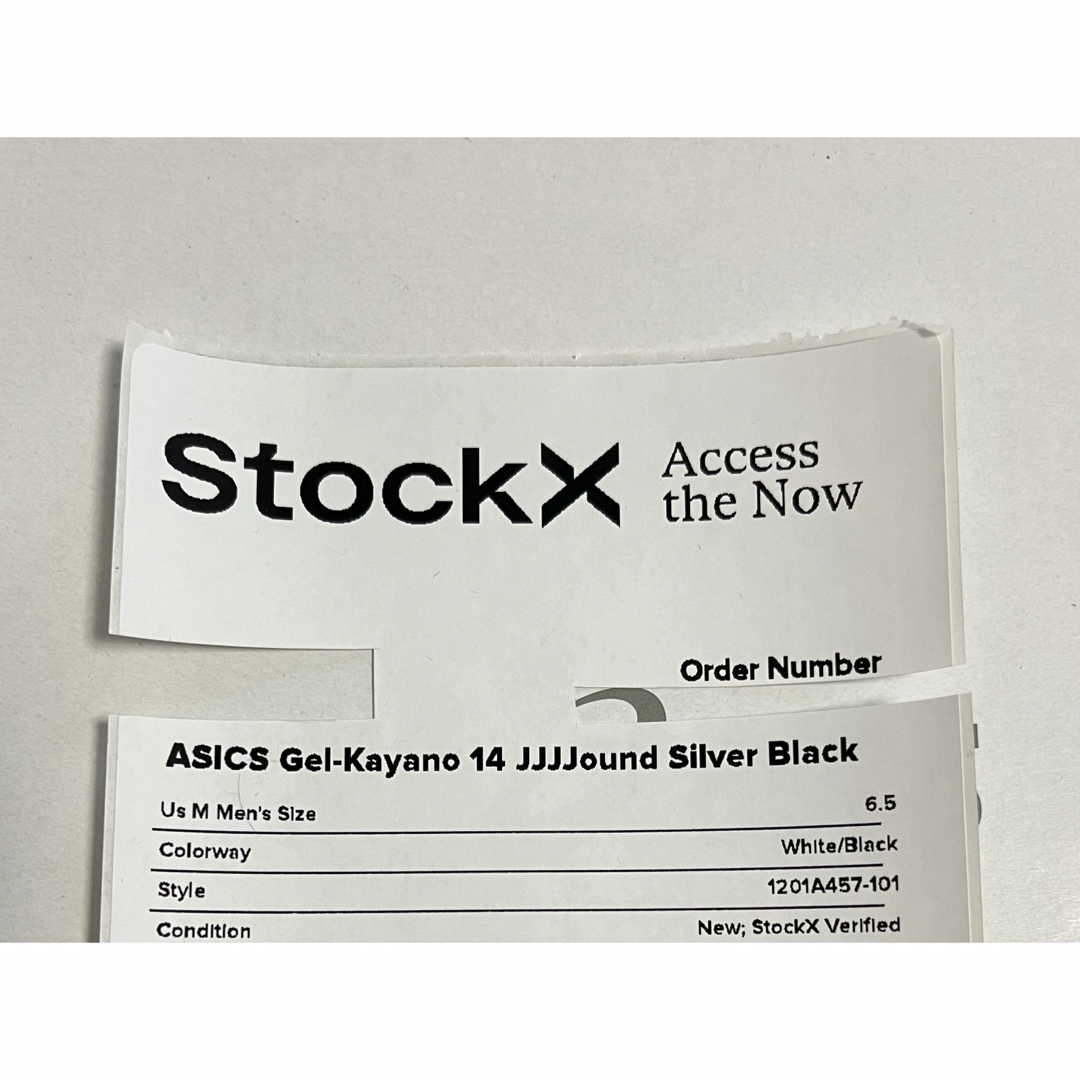 StockX Access
the Now
Order Number
ASICS Gel-Kayano 14 JJJJound Silver Black
Us M Men's Size 6.5
Colorway White/Black
Style 1201A457-101
Condition New; StockX Verified